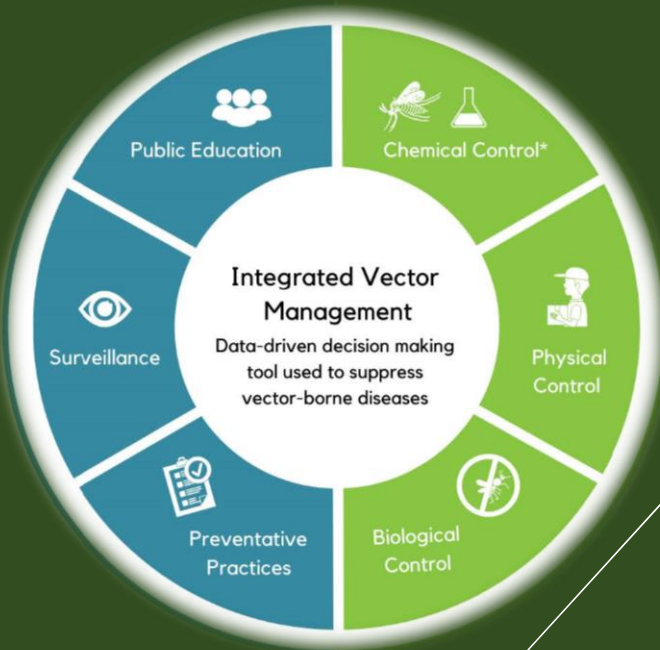 Public Education
Chemical Control*
Surveillance
Integrated Vector
Management
Data-driven decision making
tool used to suppress
vector-borne diseases
Physical
Control
Preventative
Practices
Biological
Control